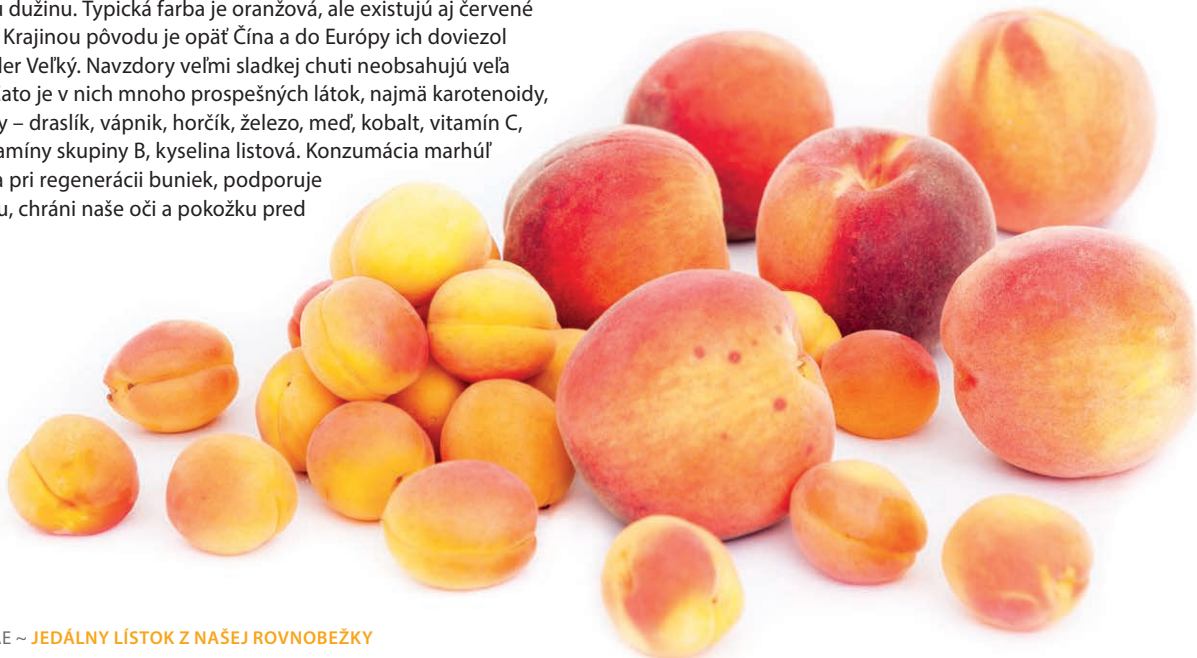 dužinu. Typická farba je oranžová, ale existujú aj červené
Krajinou pôvodu je opäť Čína a do Európy ich doviezol
Veľký. Navzdory veľmi sladkej chuti neobsahujú veľa
je v nich mnoho prospešných látok, najmä karotenoidy,
– draslík, vápnik, horčík, železo, meď, kobalt, vitamín C,
skupiny B, kyselina listová. Konzumácia marhúľ
pri regenerácii buniek, podporuje
chráni naše oči a pokožku pred
~ JEDÁLNY LÍSTOK Z NAŠEJ ROVNOBEŽKY